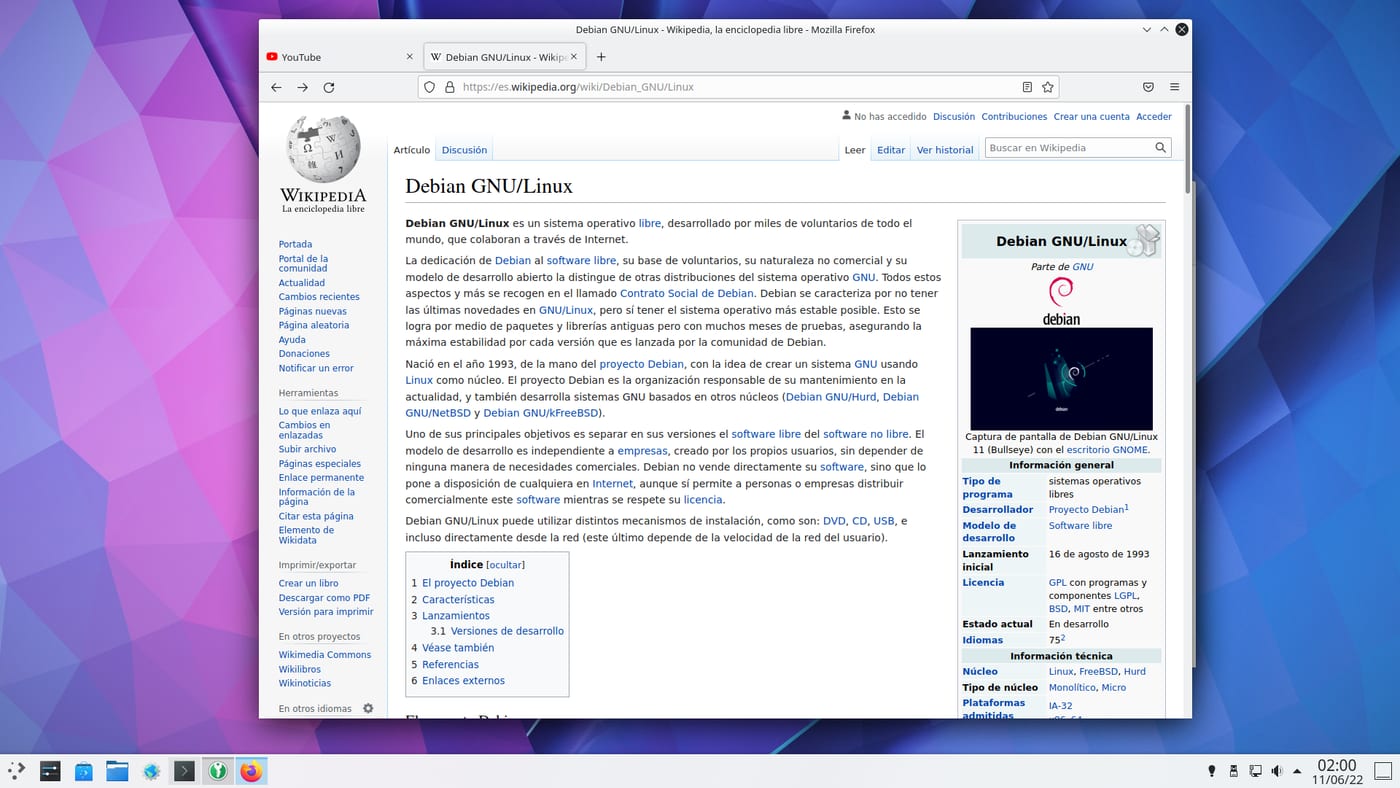 Debian GNU/Linux - Wikipedia, la enciclopedia libre - Mozilla Firefox
YouTube
Debian GNU/Linux - Wikip
https://es.wikipedia.org/wiki/Debian_GNU/Linux
No has accedido Discusión Contribuciones Crear una cuenta Acceder
Artículo Discusión
Leer Editar Ver historial
Buscar en Wikipedia
WIKIPEDIA
La enciclopedia libre
Portada
Portal de la
comunidad
Actualidad
Cambios recientes
Páginas nuevas
Página aleatoria
Ayuda
Donaciones
Notificar un error
Herramientas
Lo que enlaza aquí
Cambios en
enlazadas
Subir archivo
Páginas especiales
Enlace permanente
Información de la
página
Citar esta página
Elemento de
Wikidata
Imprimir/exportar
Crear un libro
Descargar como PDF
Versión para imprimir
En otros proyectos
Wikimedia Commons
Wikilibros
Wikinoticias
En otros idiomas
Debian GNU/Linux
Debian GNU/Linux es un sistema operativo libre, desarrollado por miles de voluntarios de todo el
mundo, que colaboran a través de Internet.
La dedicación de Debian al software libre, su base de voluntarios, su naturaleza no comercial y su
modelo de desarrollo abierto la distingue de otras distribuciones del sistema operativo GNU. Todos estos
aspectos y más se recogen en el llamado Contrato Social de Debian. Debian se caracteriza por no tener
las últimas novedades en GNU/Linux, pero sí tener el sistema operativo más estable posible. Esto se
logra por medio de paquetes y librerías antiguas pero con muchos meses de pruebas, asegurando la
máxima estabilidad por cada versión que es lanzada por la comunidad de Debian.
Nació en el año 1993, de la mano del proyecto Debian, con la idea de crear un sistema GNU usando
Linux como núcleo. El proyecto Debian es la organización responsable de su mantenimiento en la
actualidad, y también desarrolla sistemas GNU basados en otros núcleos (Debian GNU/Hurd, Debian
GNU/NetBSD y Debian GNU/kFreeBSD).
Uno de sus principales objetivos es separar en sus versiones el software libre del software no libre. El
modelo de desarrollo es independiente a empresas, creado por los propios usuarios, sin depender de
ninguna manera de necesidades comerciales. Debian no vende directamente su software, sino que lo
pone a disposición de cualquiera en Internet, aunque sí permite a personas o empresas distribuir
comercialmente este software mientras se respete su licencia.
Debian GNU/Linux puede utilizar distintos mecanismos de instalación, como son: DVD, CD, USB, e
incluso directamente desde la red (este último depende de la velocidad de la red del usuario).
Índice [ocultar]
1 El proyecto Debian
2 Características
3 Lanzamientos
3.1 Versiones de desarrollo
4 Véase también
5 Referencias
6 Enlaces externos
Debian GNU/Linux
Parte de GNU
debian
debian
Captura de pantalla de Debian GNU/Linux
11 (Bullseye) con el escritorio GNOME.
Información general
Tipo de programa sistemas operativos libres
Desarrollador Proyecto Debian1
Modelo de desarrollo Software libre
Lanzamiento inicial 16 de agosto de 1993
Licencia GPL con programas y
componentes LGPL,
BSD, MIT entre otros
Estado actual En desarrollo
Idiomas 752
Información técnica
Núcleo Linux, FreeBSD, Hurd
Tipo de núcleo Monolítico, Micro
Plataformas admitidas IA-32
02:00
11/06/22